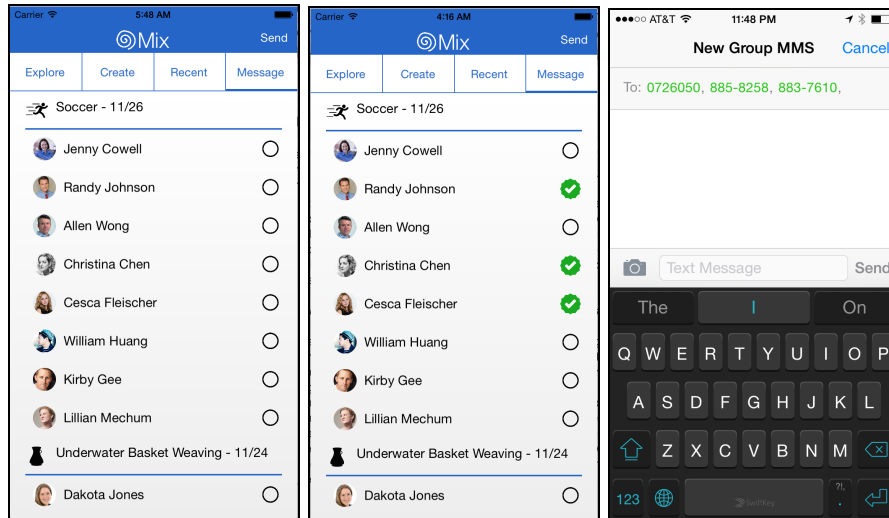 Carrier 5:48 AM
Mix
Send
Explore Create Recent Message
Soccer - 11/26
Jenny Cowell
Randy Johnson
Allen Wong
Christina Chen
Cesca Fleischer
William Huang
Kirby Gee
Lillian Mechum
Underwater Basket Weaving - 11/24
Dakota Jones
Carrier 4:16 AM
Mix
Send
Explore Create Recent Message
Soccer - 11/26
Jenny Cowell
Randy Johnson
Allen Wong
Christina Chen
Cesca Fleischer
William Huang
Kirby Gee
Lillian Mechum
Underwater Basket Weaving - 11/24
Dakota Jones
AT&T 11:48 PM
New Group MMS Cancel
To: 0726050, 885-8258, 883-7610,
Text Message Send
The I On
Q W E R T Y U I O P
A S D F G H J K L
Z X C V B N M
?!,
123 SwiftKey .